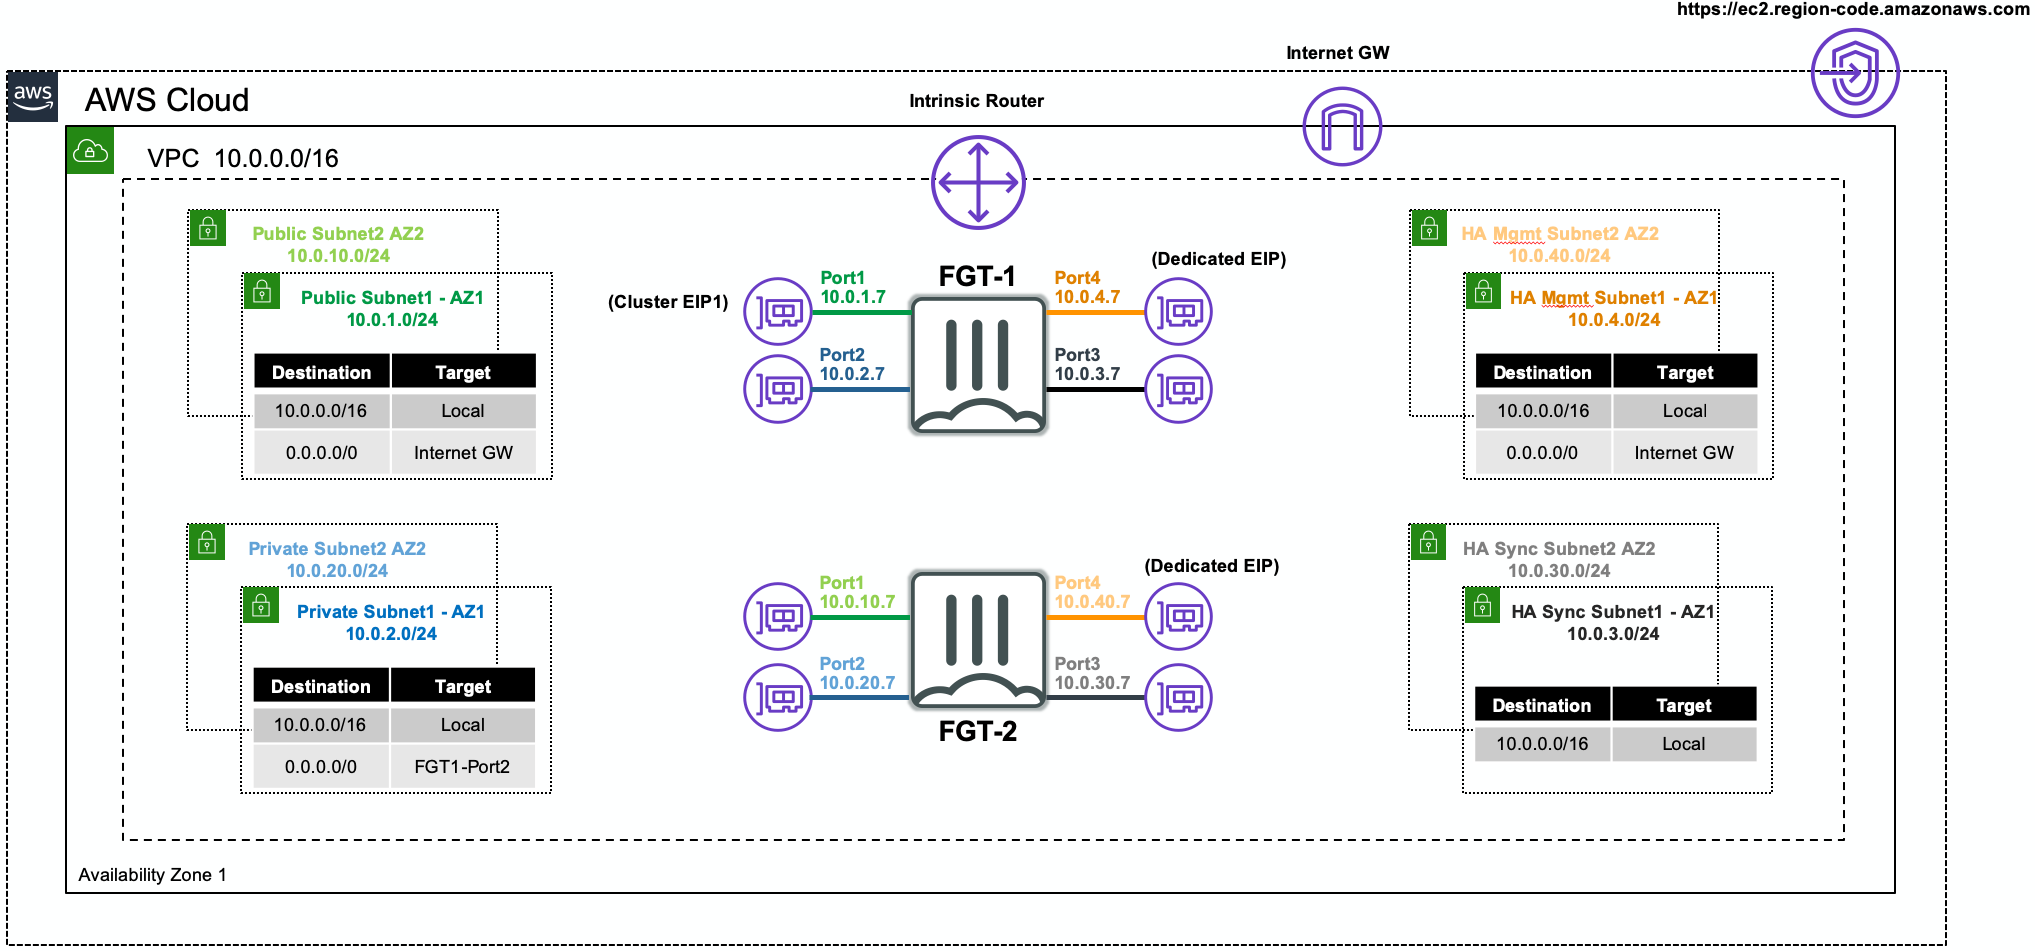 https://ec2.region-code.amazonaws.com
Internet GW
aws
AWS Cloud
Intrinsic Router
VPC 10.0.0.0/16
Public Subnet2 AZ2
10.0.10.0/24
Public Subnet1 - AZ1
10.0.1.0/24
Destination Target
10.0.0.0/16 Local
0.0.0.0/0 Internet GW
(Cluster EIP1)
Port1
10.0.1.7
Port2
10.0.2.7
FGT-1
Port4
10.0.4.7
Port3
10.0.3.7
(Dedicated EIP)
HA Mgmt Subnet2 AZ2
10.0.40.0/24
HA Mgmt Subnet1 - AZ1
10.0.4.0/24
Destination Target
10.0.0.0/16 Local
0.0.0.0/0 Internet GW
Private Subnet2 AZ2
10.0.20.0/24
Private Subnet1 - AZ1
10.0.2.0/24
Destination Target
10.0.0.0/16 Local
0.0.0.0/0 FGT1-Port2
Port1
10.0.10.7
Port2
10.0.20.7
FGT-2
Port4
10.0.40.7
Port3
10.0.30.7
(Dedicated EIP)
HA Sync Subnet2 AZ2
10.0.30.0/24
HA Sync Subnet1 - AZ1
10.0.3.0/24
Destination Target
10.0.0.0/16 Local
Availability Zone 1